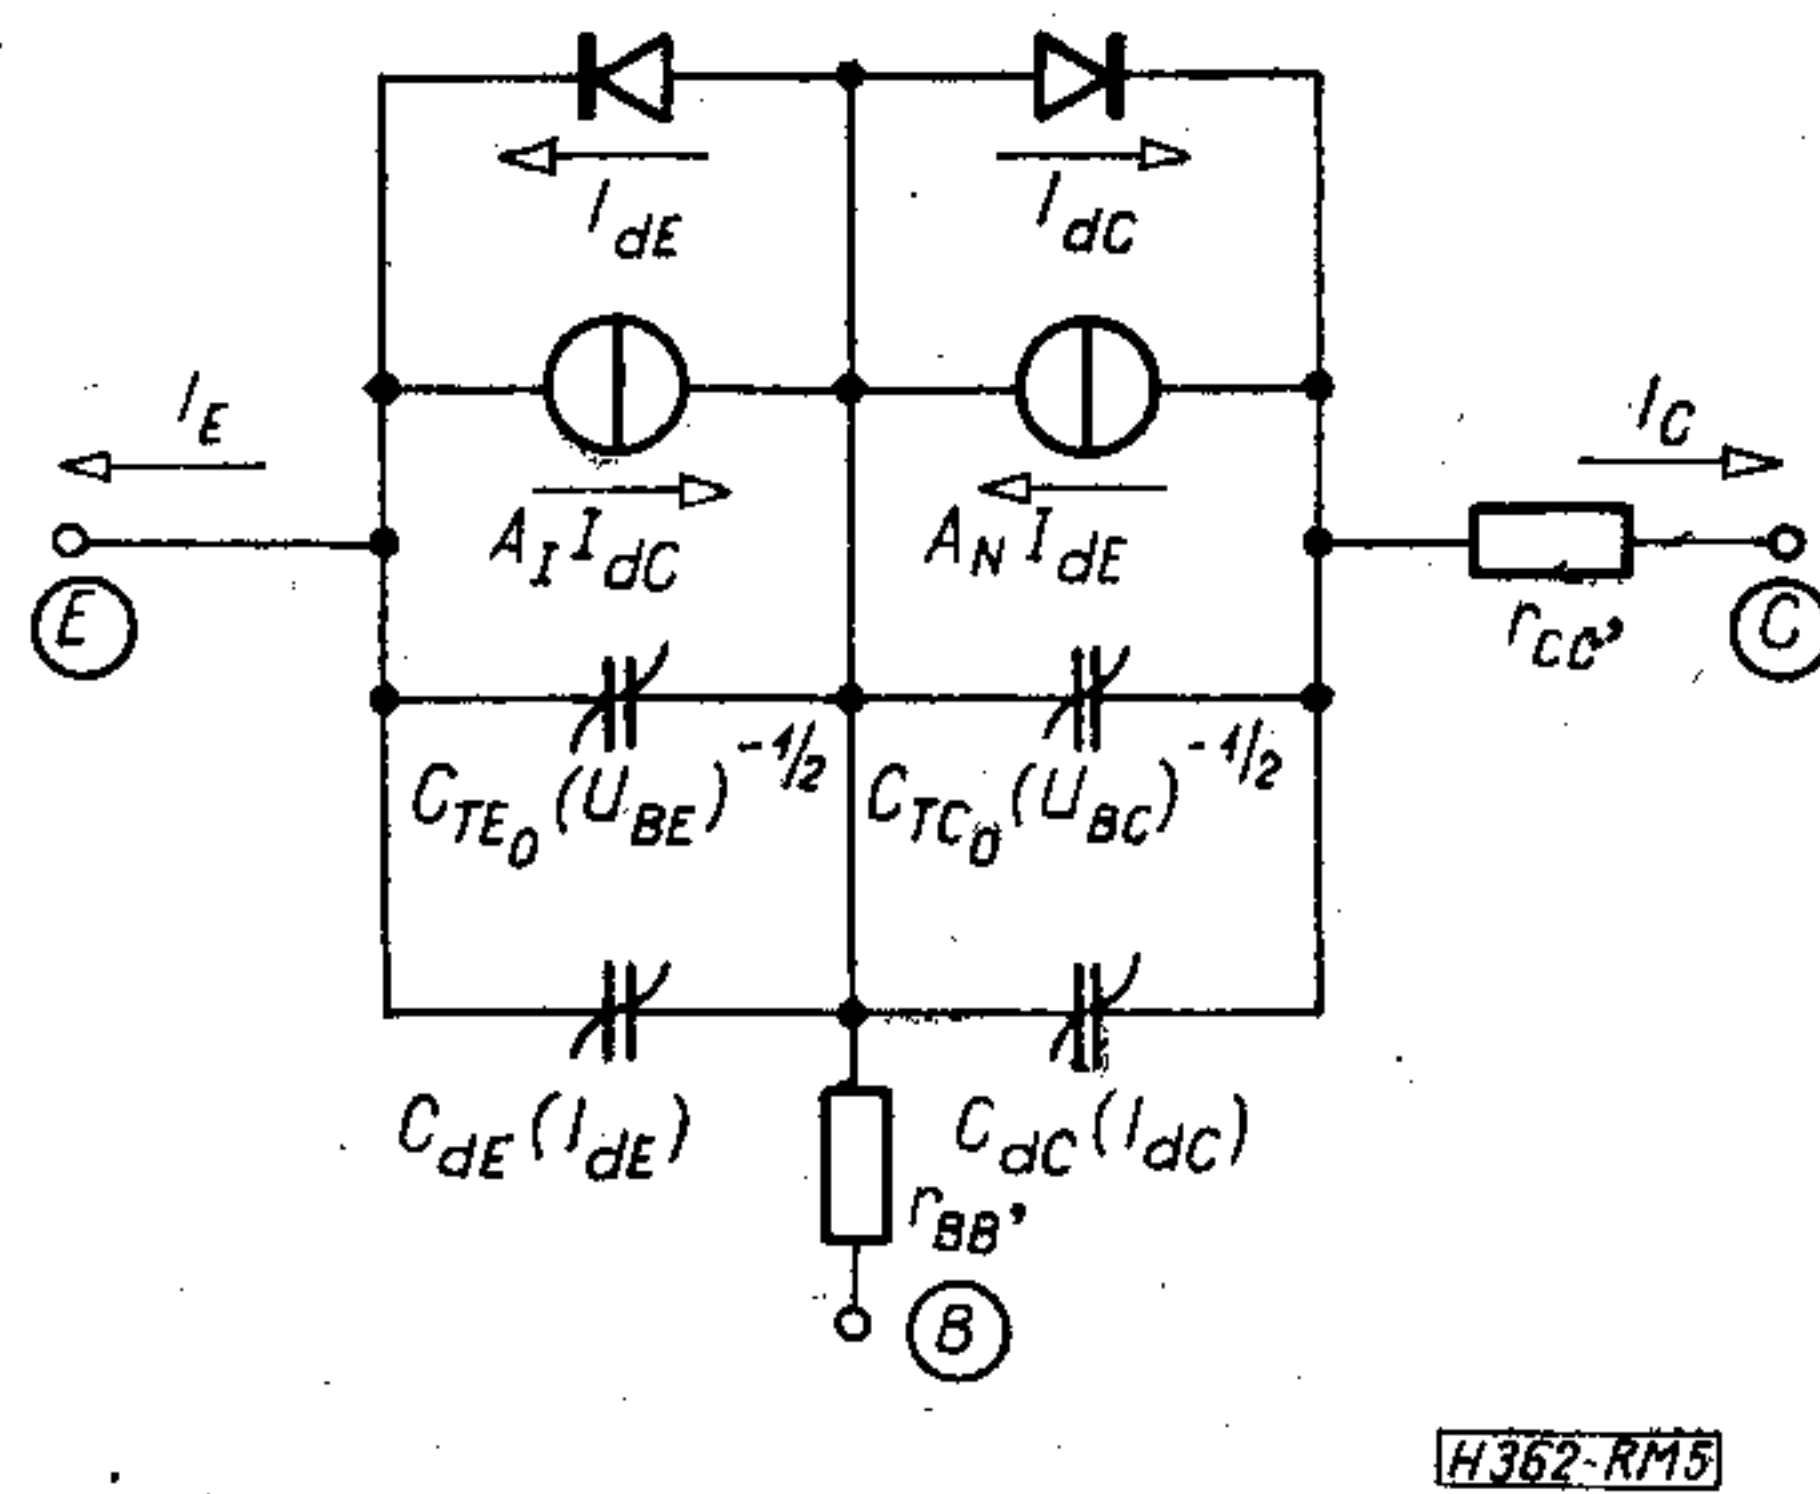 I_dE
I_dC
I_E
I_C
A_I I_dC
A_N I_dE
E
r_CC'
C
C_TE0 (U_BE)^-1/2
C_TC0 (U_BC)^-1/2
C_dE (I_dE)
C_dC (I_dC)
r_BB'
B
H362-RM5